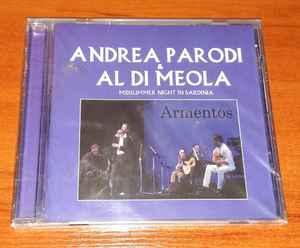 ANDREA PARODI
&
AL DI MEOLA
MIDSUMMER NIGHT IN SARDINIA
Armentos